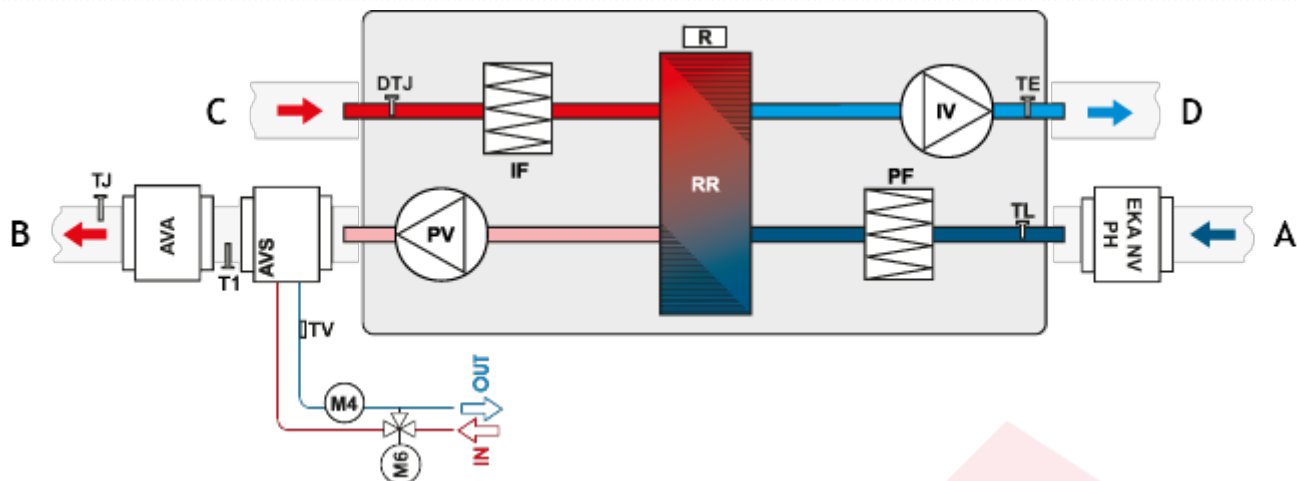 R
C
DTJ
IF
RR
IV
TE
D
TJ
B
AVA
T1
AVS
PV
PF
TL
EKA NV
PH
A
TV
M4
OUT
IN
M6